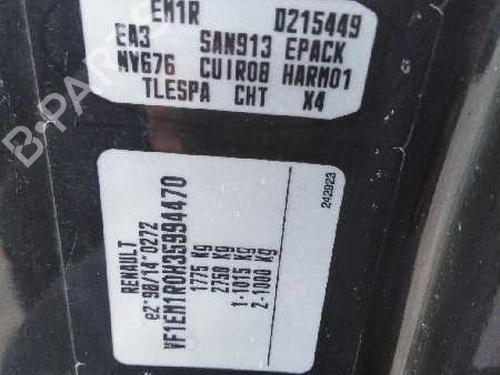 EM1R D215449
EA3 SAN913 EPACK
NV676 CUIR08 HARM01
TLESPA CHT X4
RENAULT
e2*98/14*0272
VF1EM1R0H35994470
1775 Kg
2750 Kg
1-1015 Kg
2-1000 Kg
242923
B-PARTS